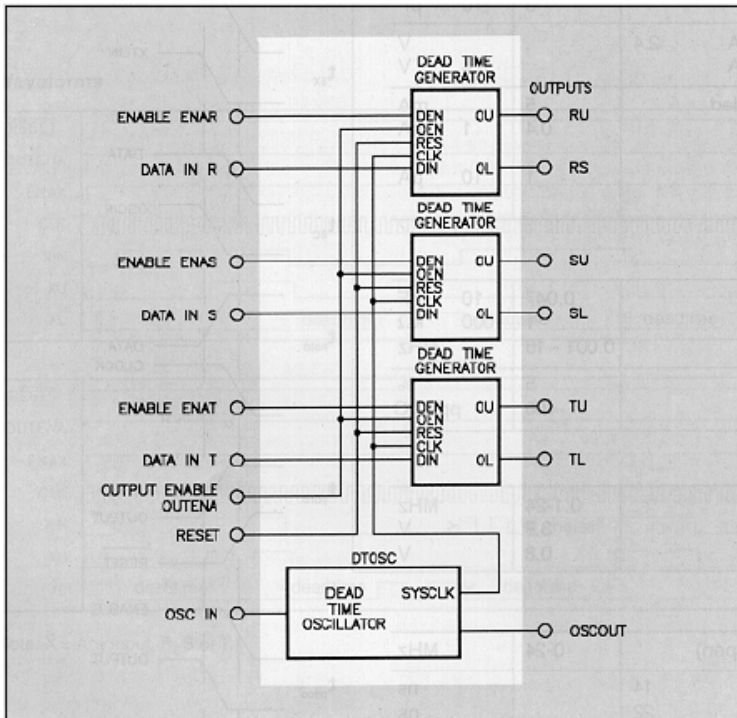 DEAD TIME
GENERATOR
OUTPUTS
ENABLE ENAR
DEN
OEN
RES
CLK
DIN
OU
OL
RU
DATA IN R
RS
DEAD TIME
GENERATOR
ENABLE ENAS
DEN
OEN
RES
CLK
DIN
OU
OL
SU
DATA IN S
SL
DEAD TIME
GENERATOR
ENABLE ENAT
DEN
OEN
RES
CLK
DIN
OU
OL
TU
DATA IN T
TL
OUTPUT ENABLE
OUTENA
RESET
DTOSC
OSC IN
DEAD
TIME
OSCILLATOR
SYSCLK
OSCOUT